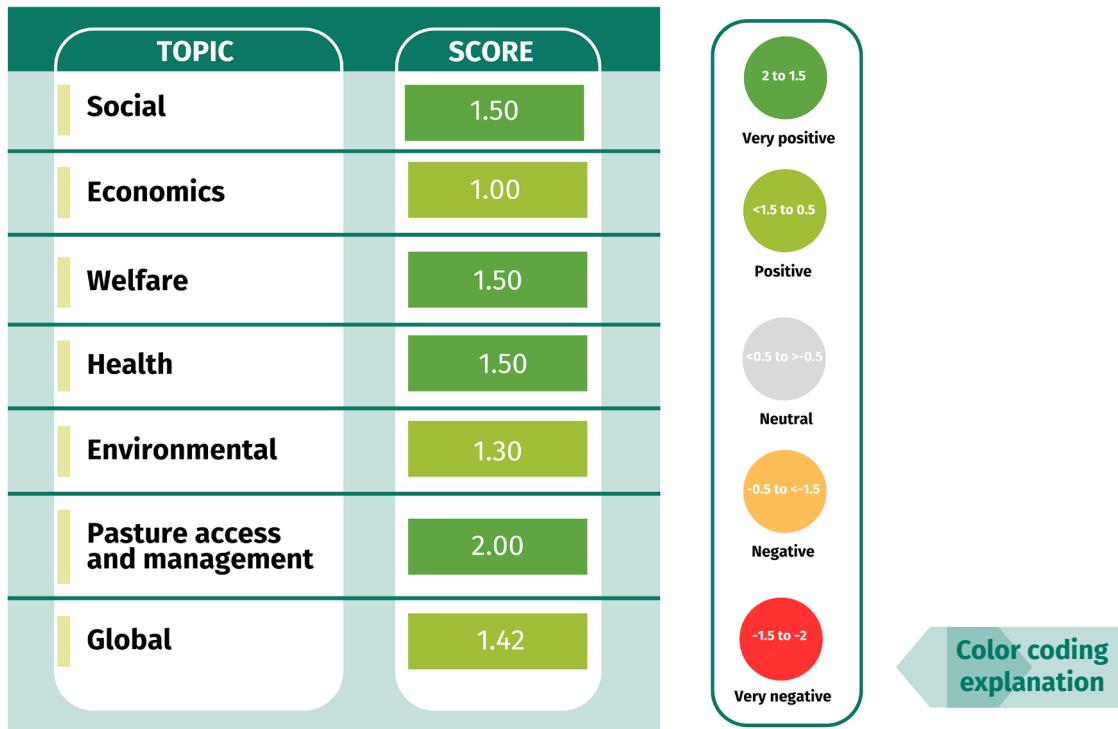 TOPIC SCORE
Social 1.50
Economics 1.00
Welfare 1.50
Health 1.50
Environmental 1.30
Pasture access
and management 2.00
Global 1.42
2 to 1.5
Very positive
<1.5 to 0.5
Positive
<0.5 to >-0.5
Neutral
-0.5 to <-1.5
Negative
-1.5 to -2
Very negative
Color coding
explanation